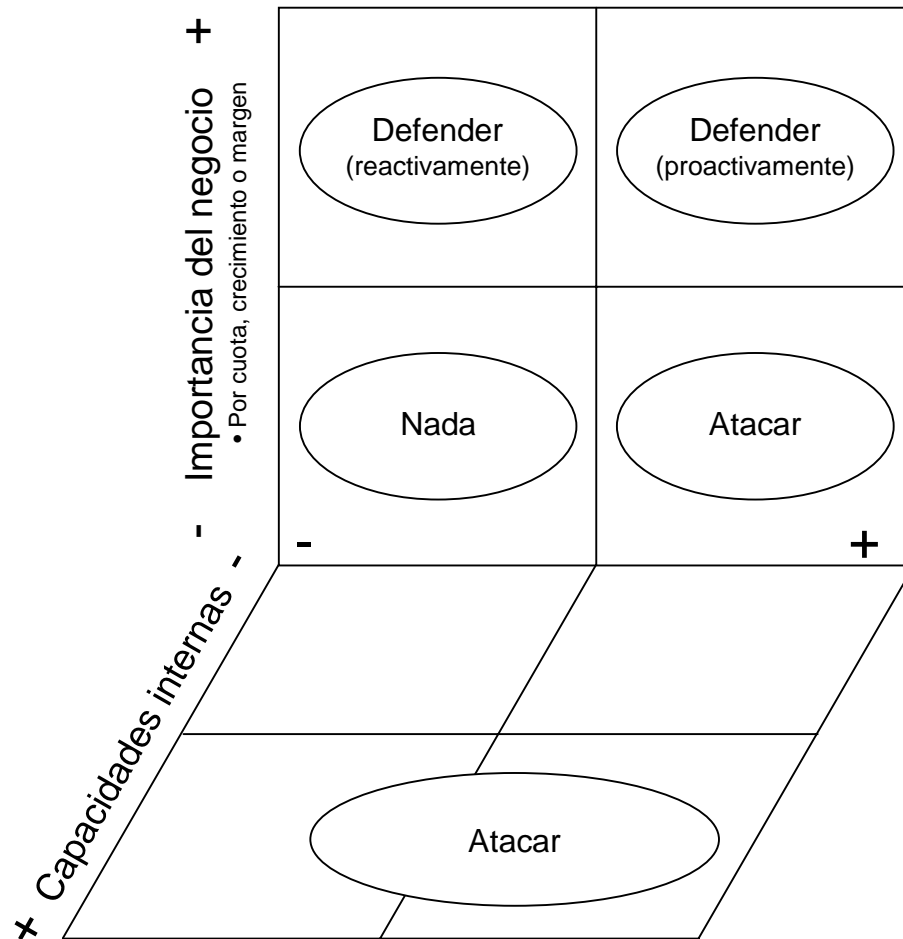 +
Importancia del negocio
• Por cuota, crecimiento o margen
-
Defender
(reactivamente)
Defender
(proactivamente)
Nada
Atacar
-
+
-
Capacidades internas
+
Atacar